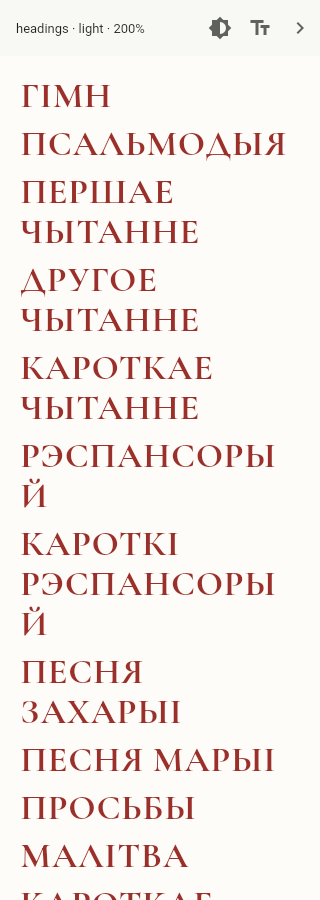 headings · light · 200%
ГІМН
ПСАЛЬМОДЫЯ
ПЕРШАЕ
ЧЫТАННЕ
ДРУГОЕ
ЧЫТАННЕ
КАРОТКАЕ
ЧЫТАННЕ
РЭСПАНСОРЫ
Й
КАРОТКІ
РЭСПАНСОРЫ
Й
ПЕСНЯ
ЗАХАРЫІ
ПЕСНЯ МАРЫІ
ПРОСЬБЫ
МАЛІТВА
КАРОТКАЕ